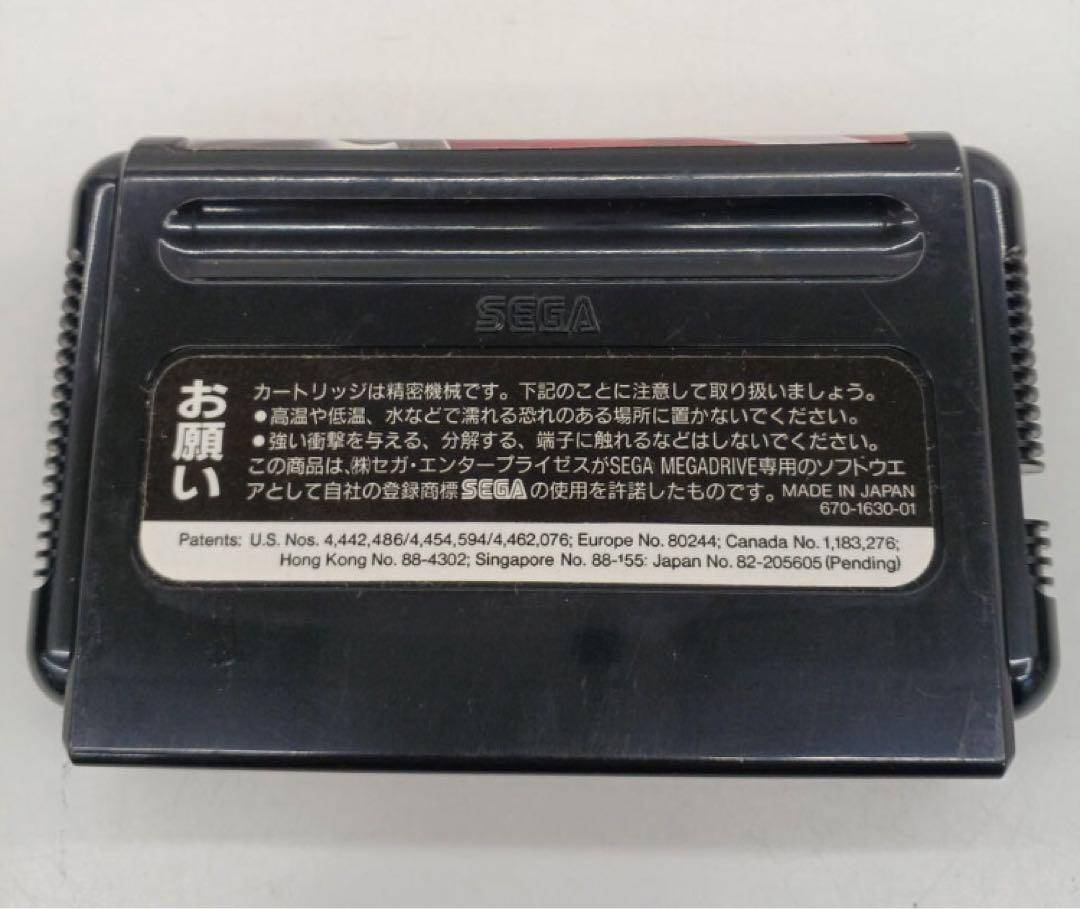 SEGA
お願い
カートリッジは精密機械です。下記のことに注意して取り扱いましょう。
●高温や低温、水などで濡れる恐れのある場所に置かないでください。
●強い衝撃を与える、分解する、端子に触れるなどはしないでください。
この商品は、㈱セガ・エンタープライゼスがSEGA MEGADRIVE専用のソフトウエ
アとして自社の登録商標SEGAの使用を許諾したものです。MADE IN JAPAN
670-1630-01
Patents: U.S. Nos. 4,442,486/4,454,594/4,462,076; Europe No. 80244; Canada No. 1,183,276;
Hong Kong No. 88-4302; Singapore No. 88-155: Japan No. 82-205605 (Pending)